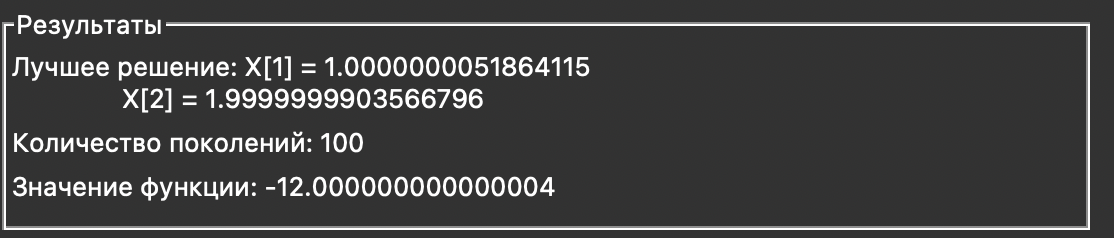 Результаты
Лучшее решение: X[1] = 1.0000000051864115
X[2] = 1.9999999903566796
Количество поколений: 100
Значение функции: -12.000000000000004